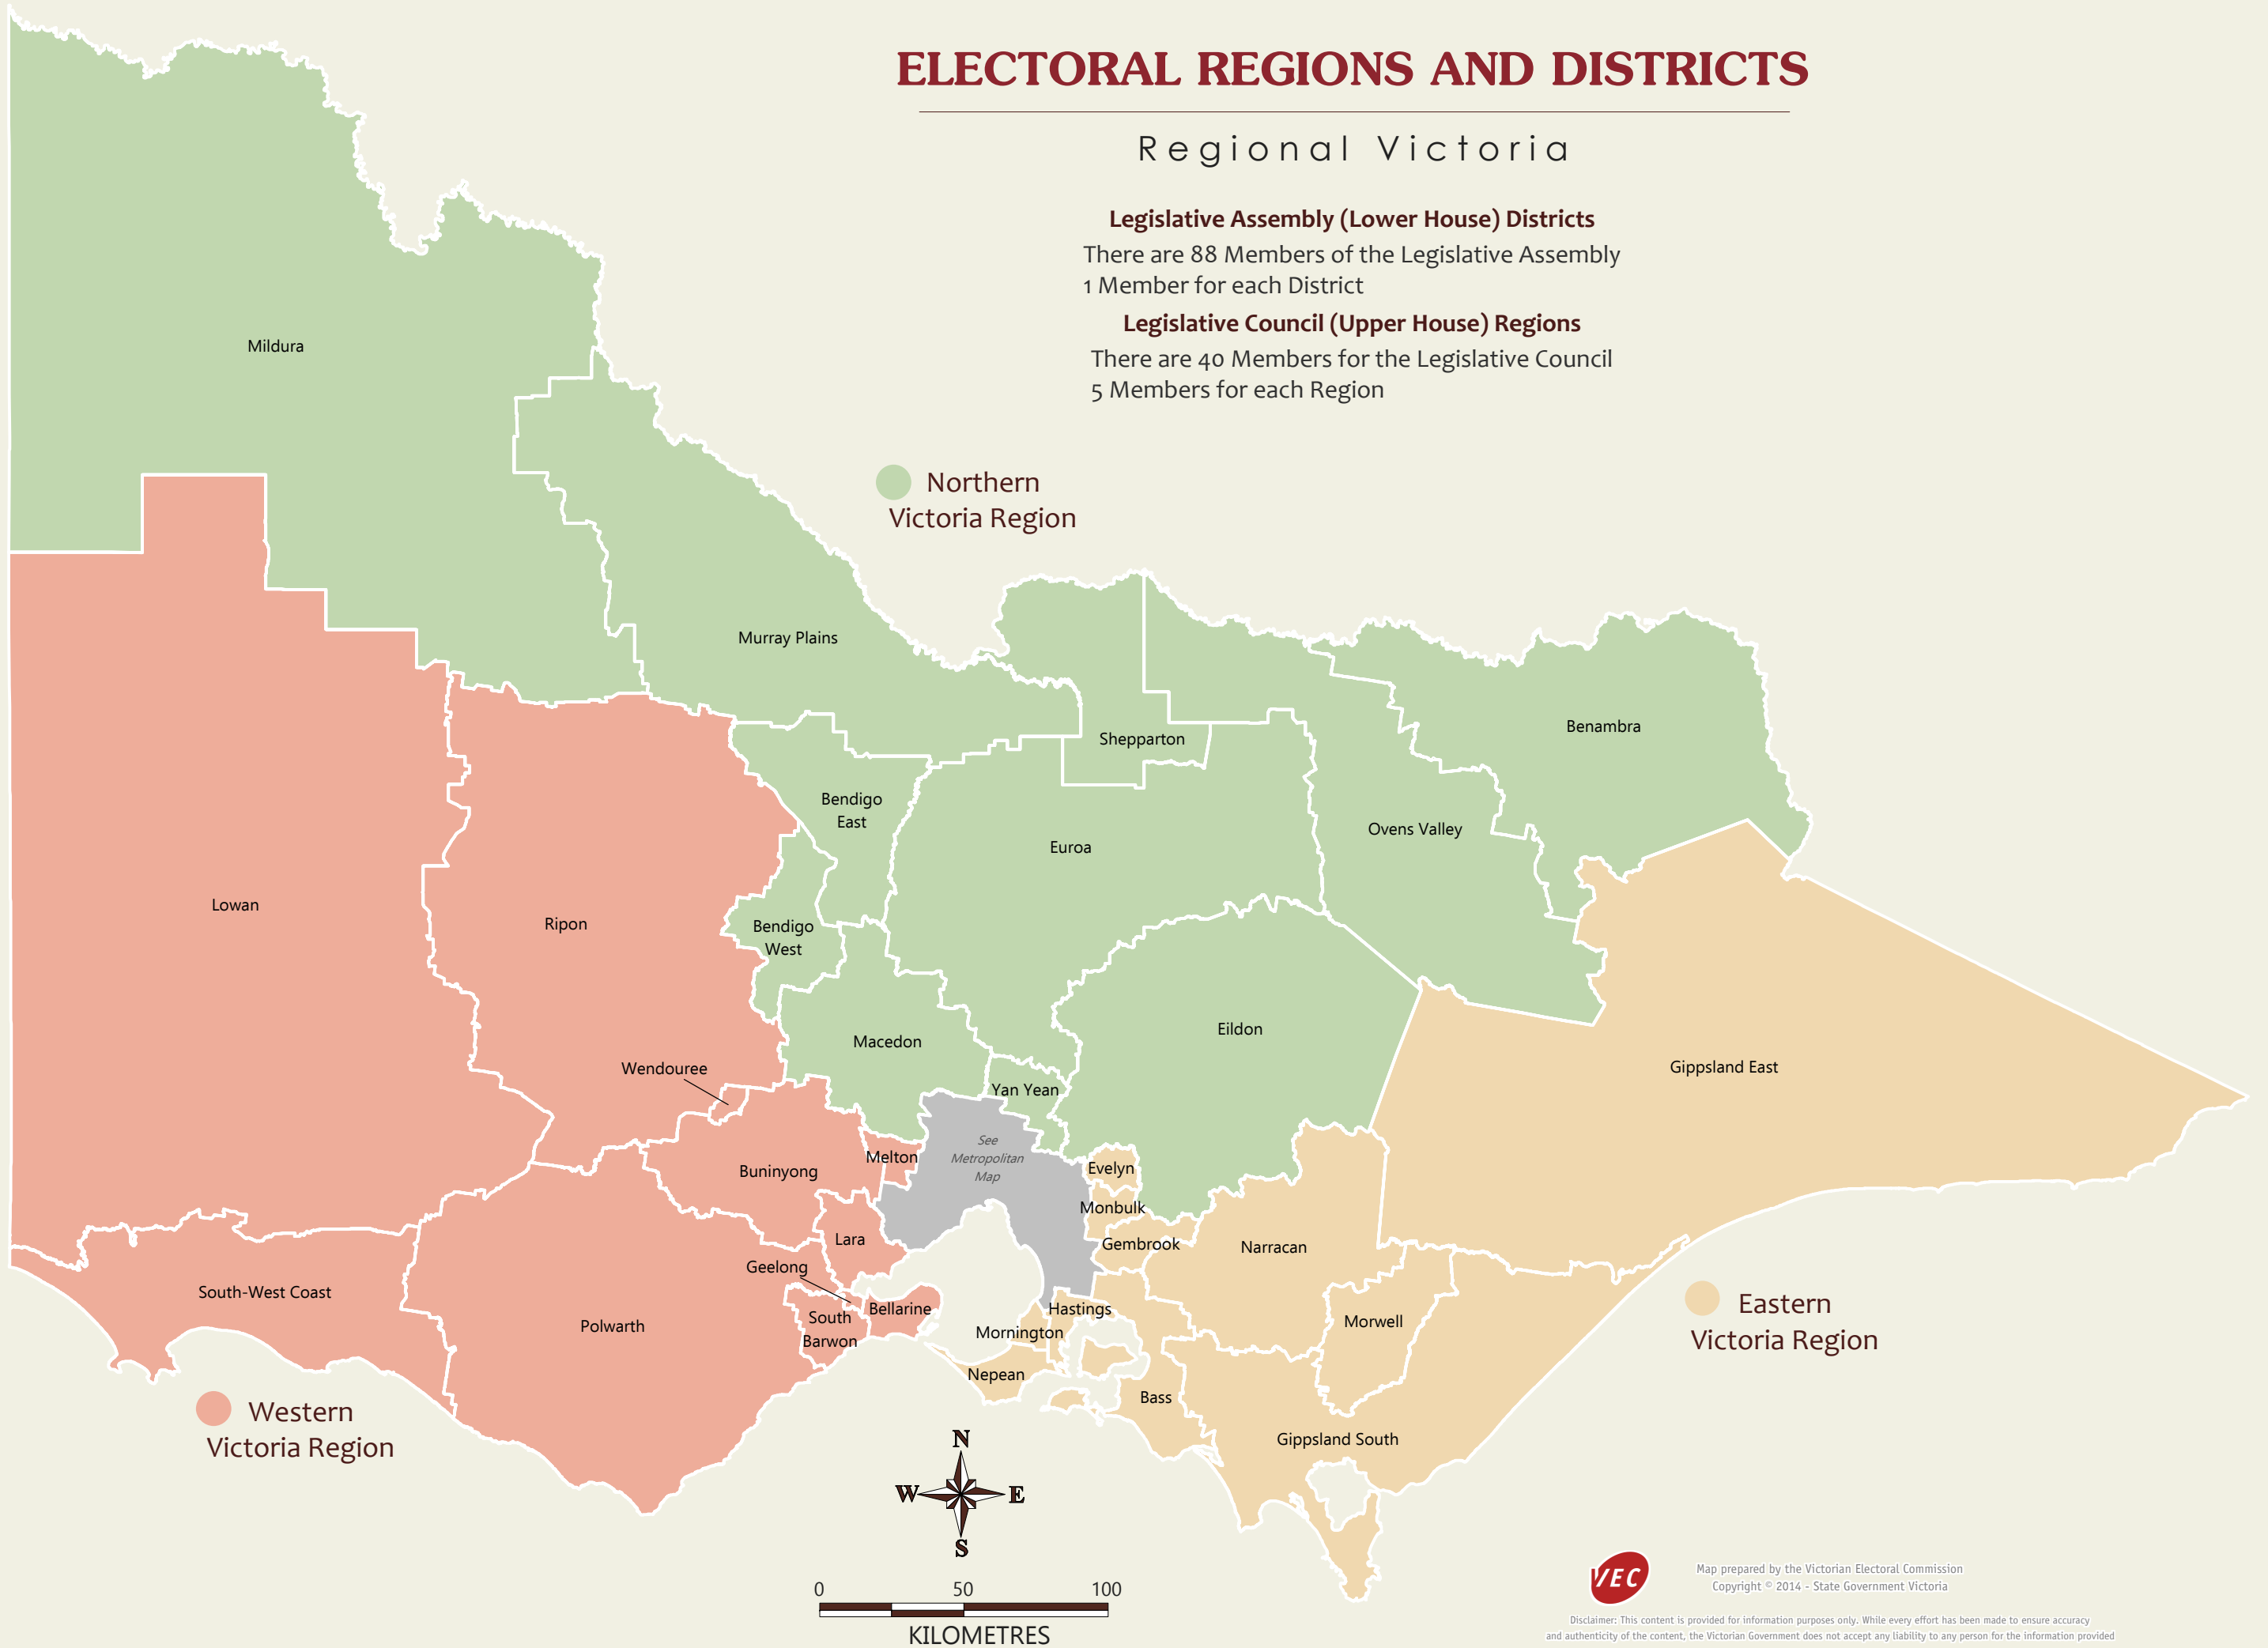 ELECTORAL REGIONS AND DISTRICTS
Regional Victoria
Legislative Assembly (Lower House) Districts
There are 88 Members of the Legislative Assembly
1 Member for each District
Legislative Council (Upper House) Regions
There are 40 Members for the Legislative Council
5 Members for each Region
Mildura
Northern
Victoria Region
Murray Plains
Shepparton
Benambra
Bendigo
East
Ovens Valley
Euroa
Lowan
Ripon
Bendigo
West
Eildon
Macedon
Gippsland East
Wendouree
Yan Yean
See
Metropolitan
Map
Melton
Evelyn
Buninyong
Monbulk
Lara
Gembrook
Narracan
Geelong
South-West Coast
Bellarine
Hastings
Eastern
Victoria Region
South
Barwon
Polwarth
Morwell
Mornington
Nepean
Bass
Western
Victoria Region
Gippsland South
N
W
E
S
0 50 100
KILOMETRES
VEC
Map prepared by the Victorian Electoral Commission
Copyright © 2014 - State Government Victoria
Disclaimer: This content is provided for information purposes only. While every effort has been made to ensure accuracy
and authenticity of the content, the Victorian Government does not accept any liability to any person for the information provided